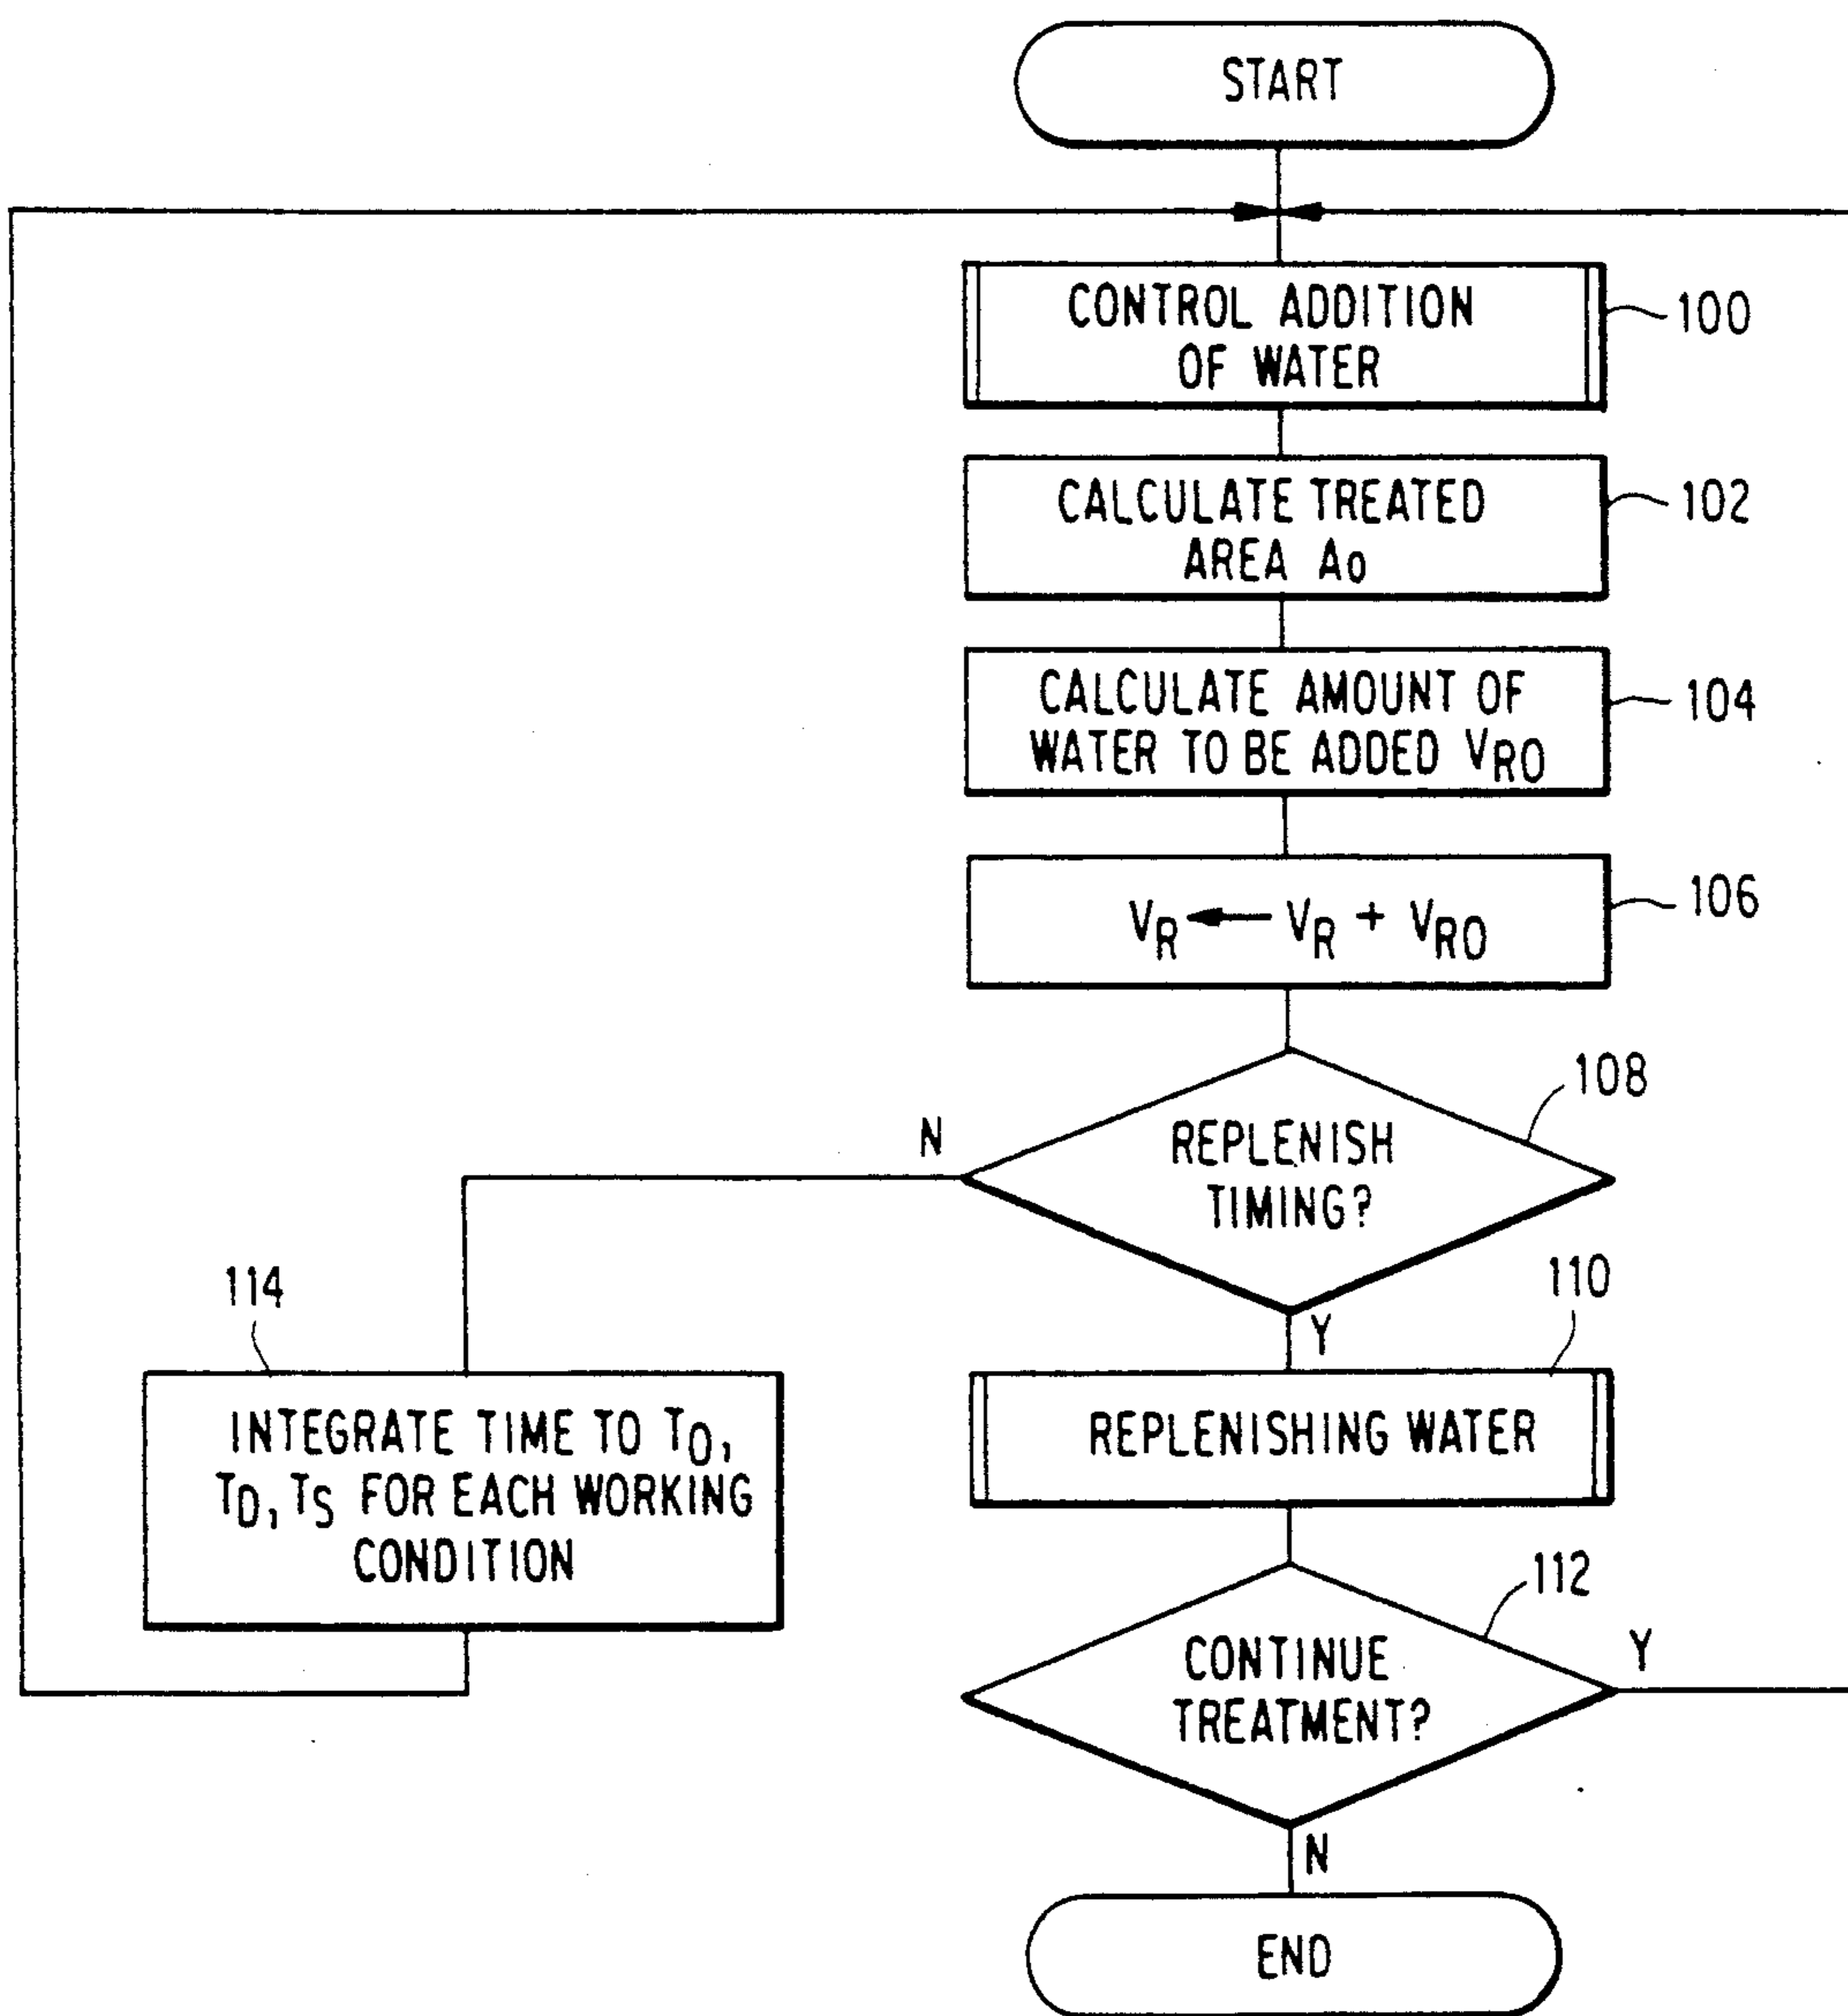 START
CONTROL ADDITION
OF WATER
100
CALCULATE TREATED
AREA A0
102
CALCULATE AMOUNT OF
WATER TO BE ADDED VRO
104
VR ← VR + VRO
106
REPLENISH
TIMING?
108
N
Y
114
INTEGRATE TIME TO TO,
TD, TS FOR EACH WORKING
CONDITION
110
REPLENISHING WATER
112
CONTINUE
TREATMENT?
Y
N
END